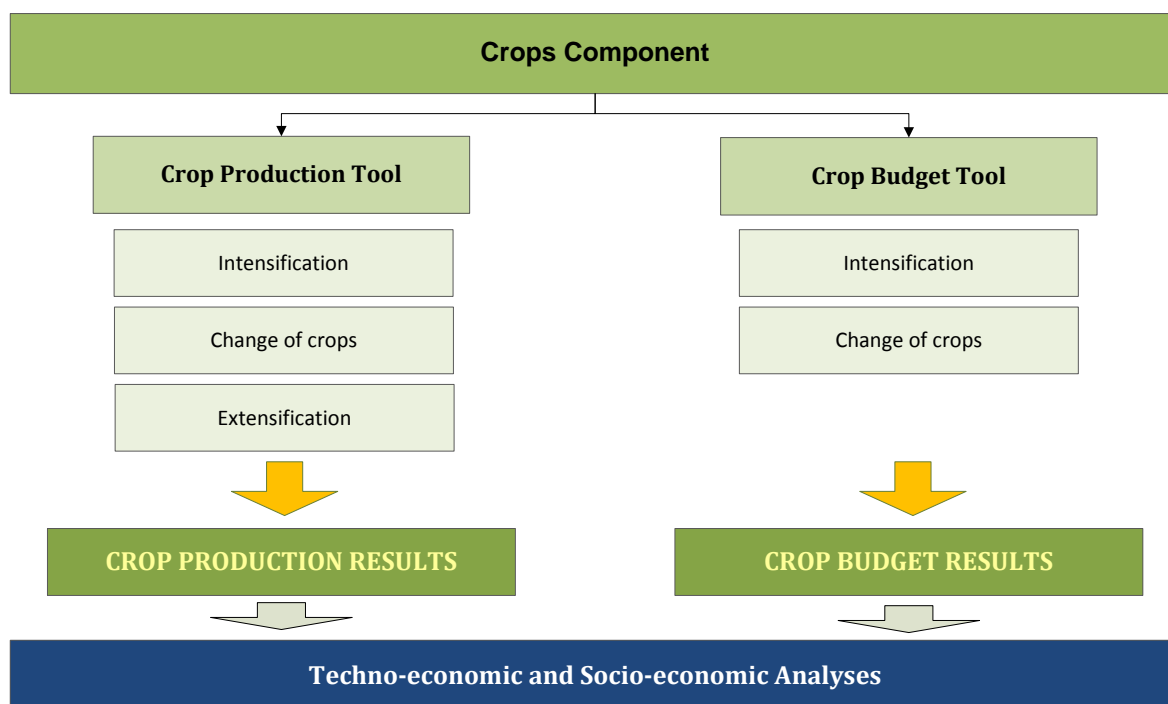 Crops Component
Crop Production Tool
Crop Budget Tool
Intensification
Intensification
Change of crops
Change of crops
Extensification
CROP PRODUCTION RESULTS
CROP BUDGET RESULTS
Techno-economic and Socio-economic Analyses